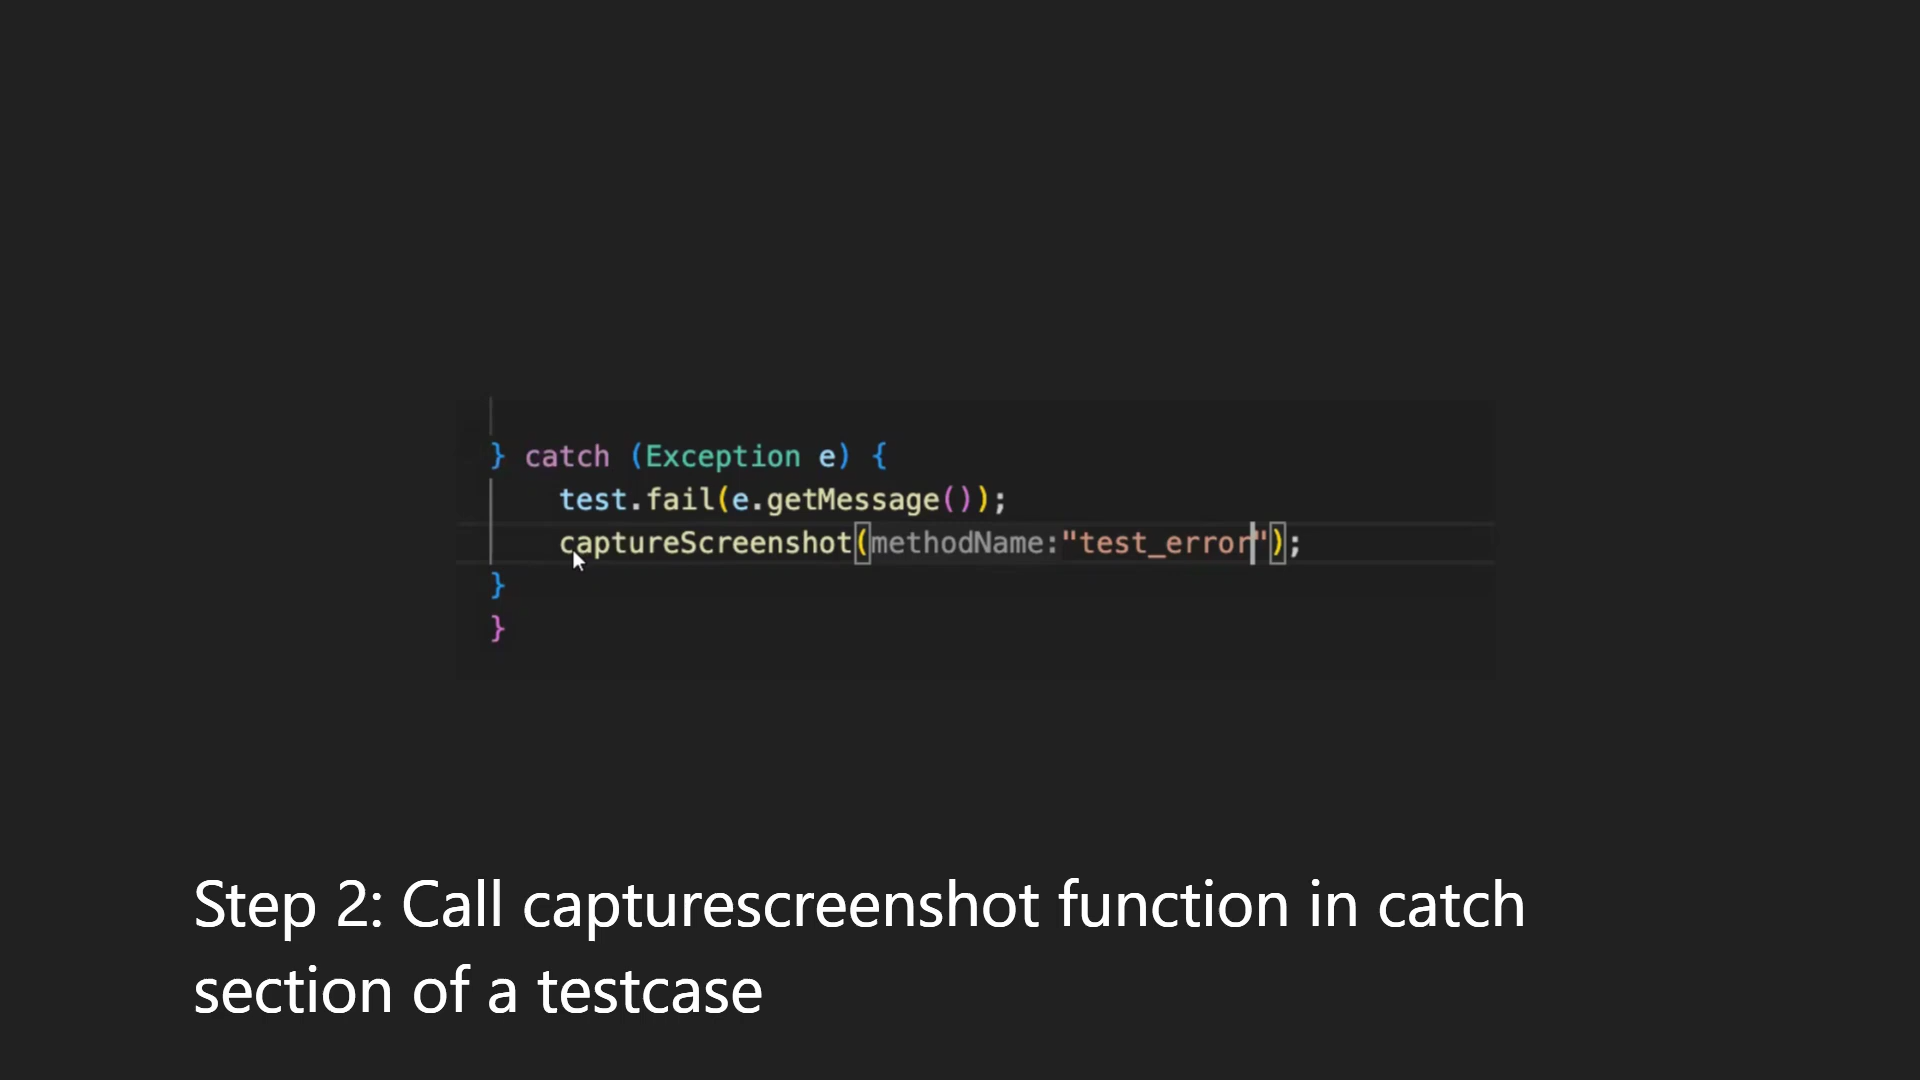 } catch (Exception e) {
test.fail(e.getMessage());
captureScreenshot(methodName:"test_error");
}
}
Step 2: Call capturescreenshot function in catch
section of a testcase